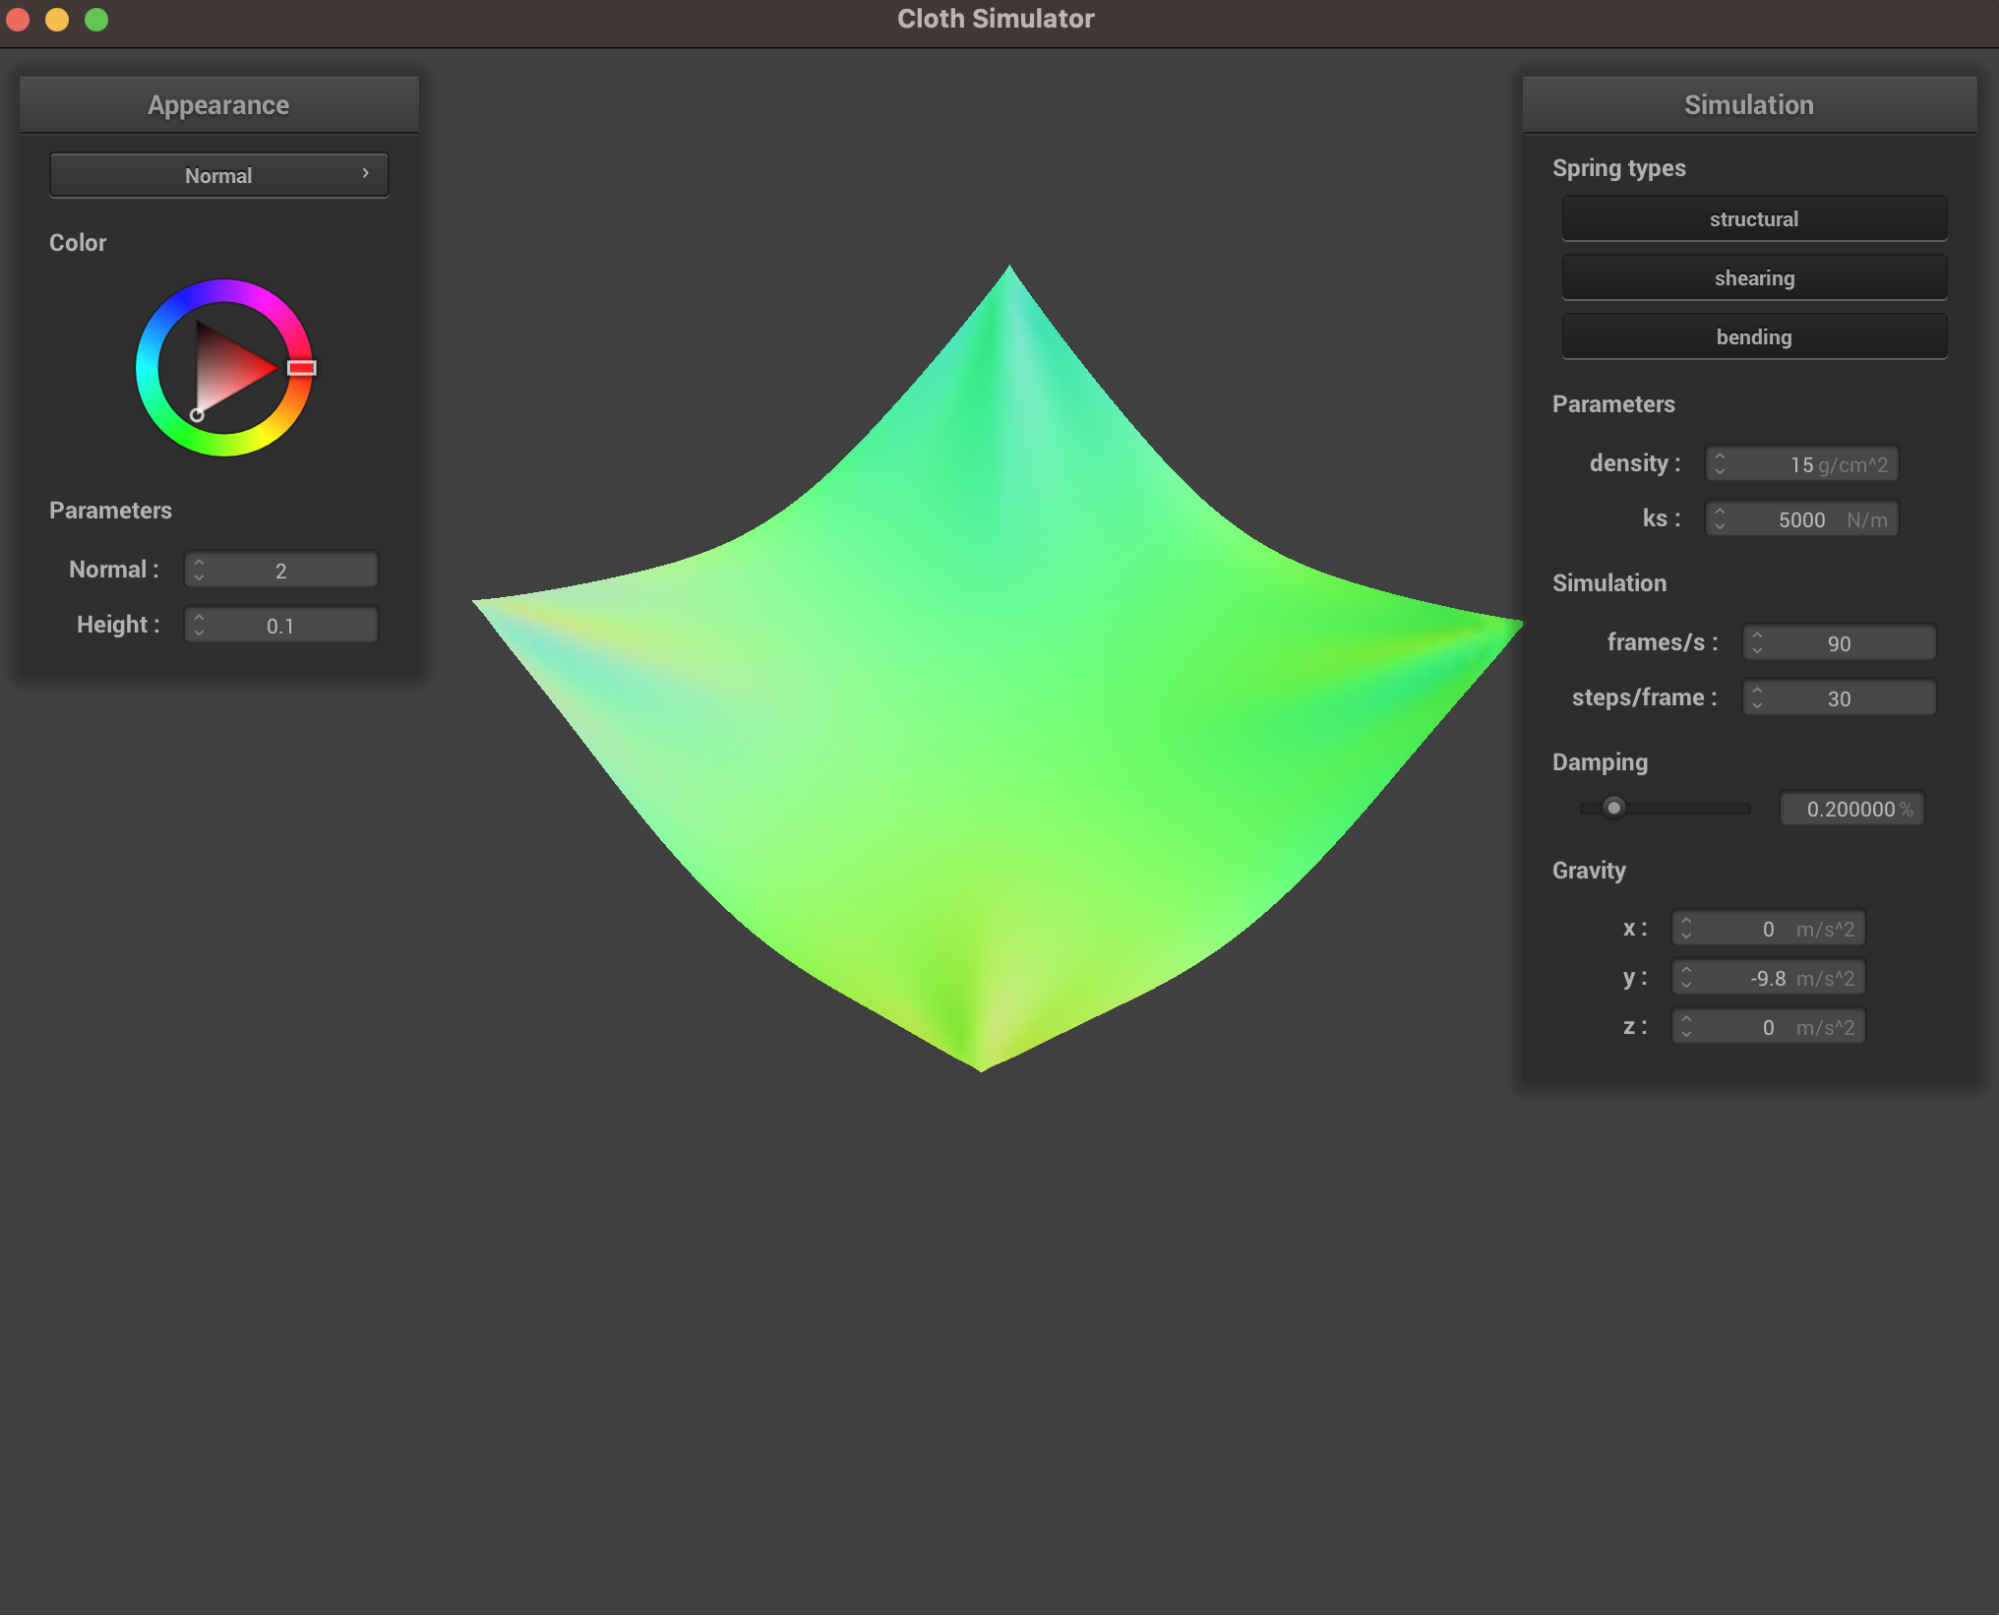 Cloth Simulator
Appearance
Normal
Color
Parameters
Normal : 2
Height : 0.1
Simulation
Spring types
structural
shearing
bending
Parameters
density : 15 g/cm^2
ks : 5000 N/m
Simulation
frames/s : 90
steps/frame : 30
Damping
0.200000 %
Gravity
x : 0 m/s^2
y : -9.8 m/s^2
z : 0 m/s^2